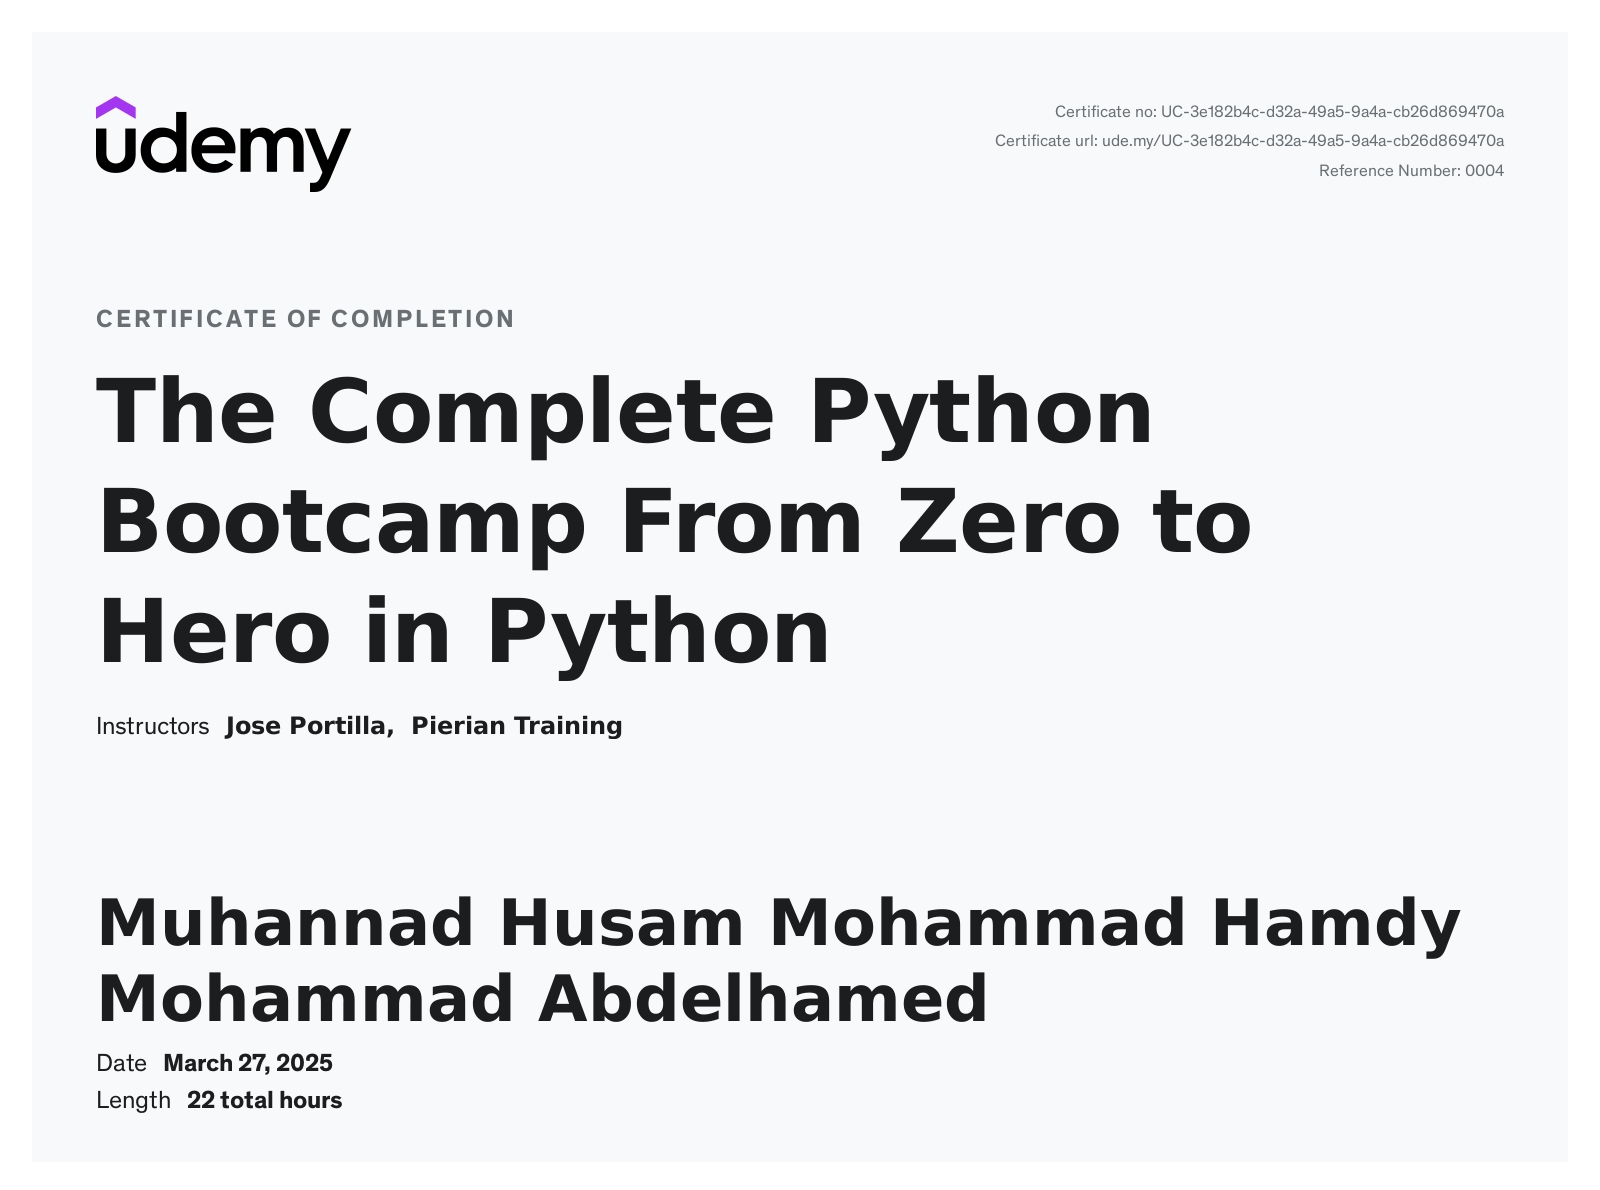 udemy
Certificate no: UC-3e182b4c-d32a-49a5-9a4a-cb26d869470a
Certificate url: ude.my/UC-3e182b4c-d32a-49a5-9a4a-cb26d869470a
Reference Number: 0004
CERTIFICATE OF COMPLETION
The Complete Python
Bootcamp From Zero to
Hero in Python
Instructors Jose Portilla, Pierian Training
Muhannad Husam Mohammad Hamdy
Mohammad Abdelhamed
Date March 27, 2025
Length 22 total hours